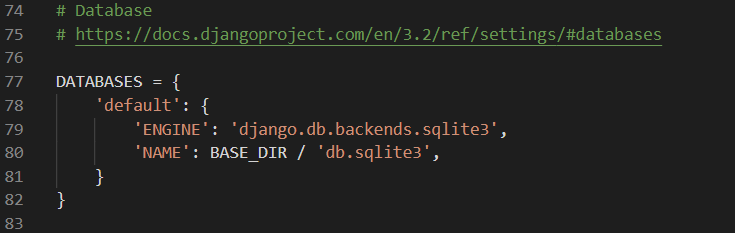 74 # Database
75 # https://docs.djangoproject.com/en/3.2/ref/settings/#databases
76
77 DATABASES = {
78     'default': {
79         'ENGINE': 'django.db.backends.sqlite3',
80         'NAME': BASE_DIR / 'db.sqlite3',
81     }
82 }
83